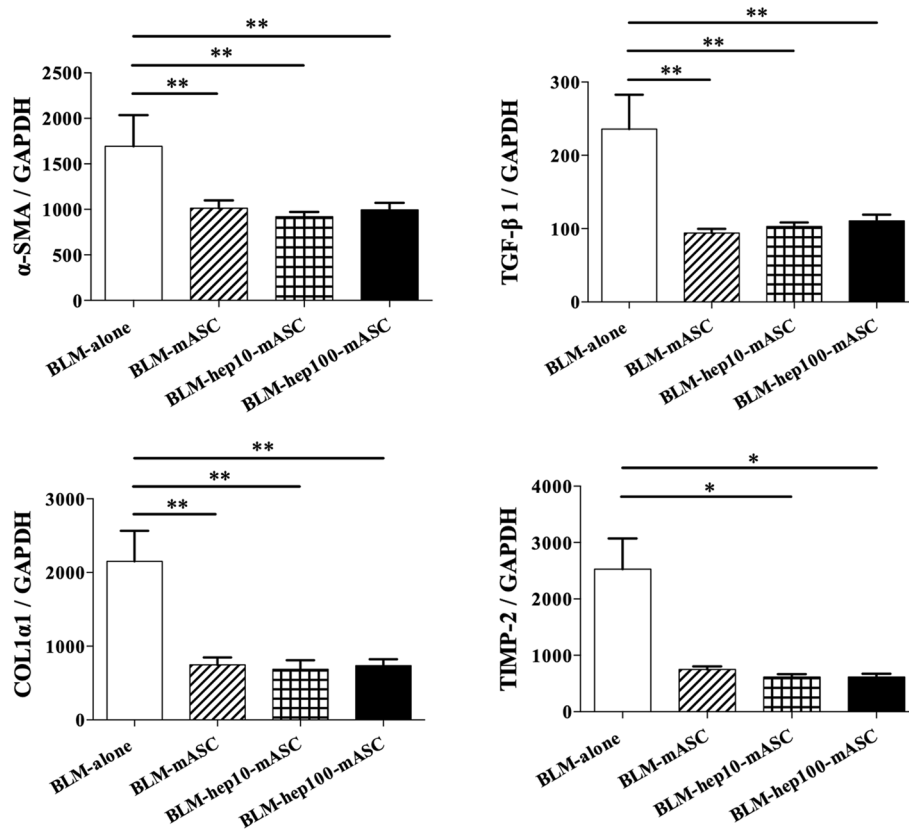 **
**
**
α-SMA / GAPDH
2500
2000
1500
1000
500
0
BLM-alone
BLM-mASC
BLM-hep10-mASC
BLM-hep100-mASC
**
**
**
TGF-β 1 / GAPDH
300
200
100
0
BLM-alone
BLM-mASC
BLM-hep10-mASC
BLM-hep100-mASC
**
**
**
COL1α1 / GAPDH
3000
2000
1000
0
BLM-alone
BLM-mASC
BLM-hep10-mASC
BLM-hep100-mASC
*
*
TIMP-2 / GAPDH
4000
3000
2000
1000
0
BLM-alone
BLM-mASC
BLM-hep10-mASC
BLM-hep100-mASC